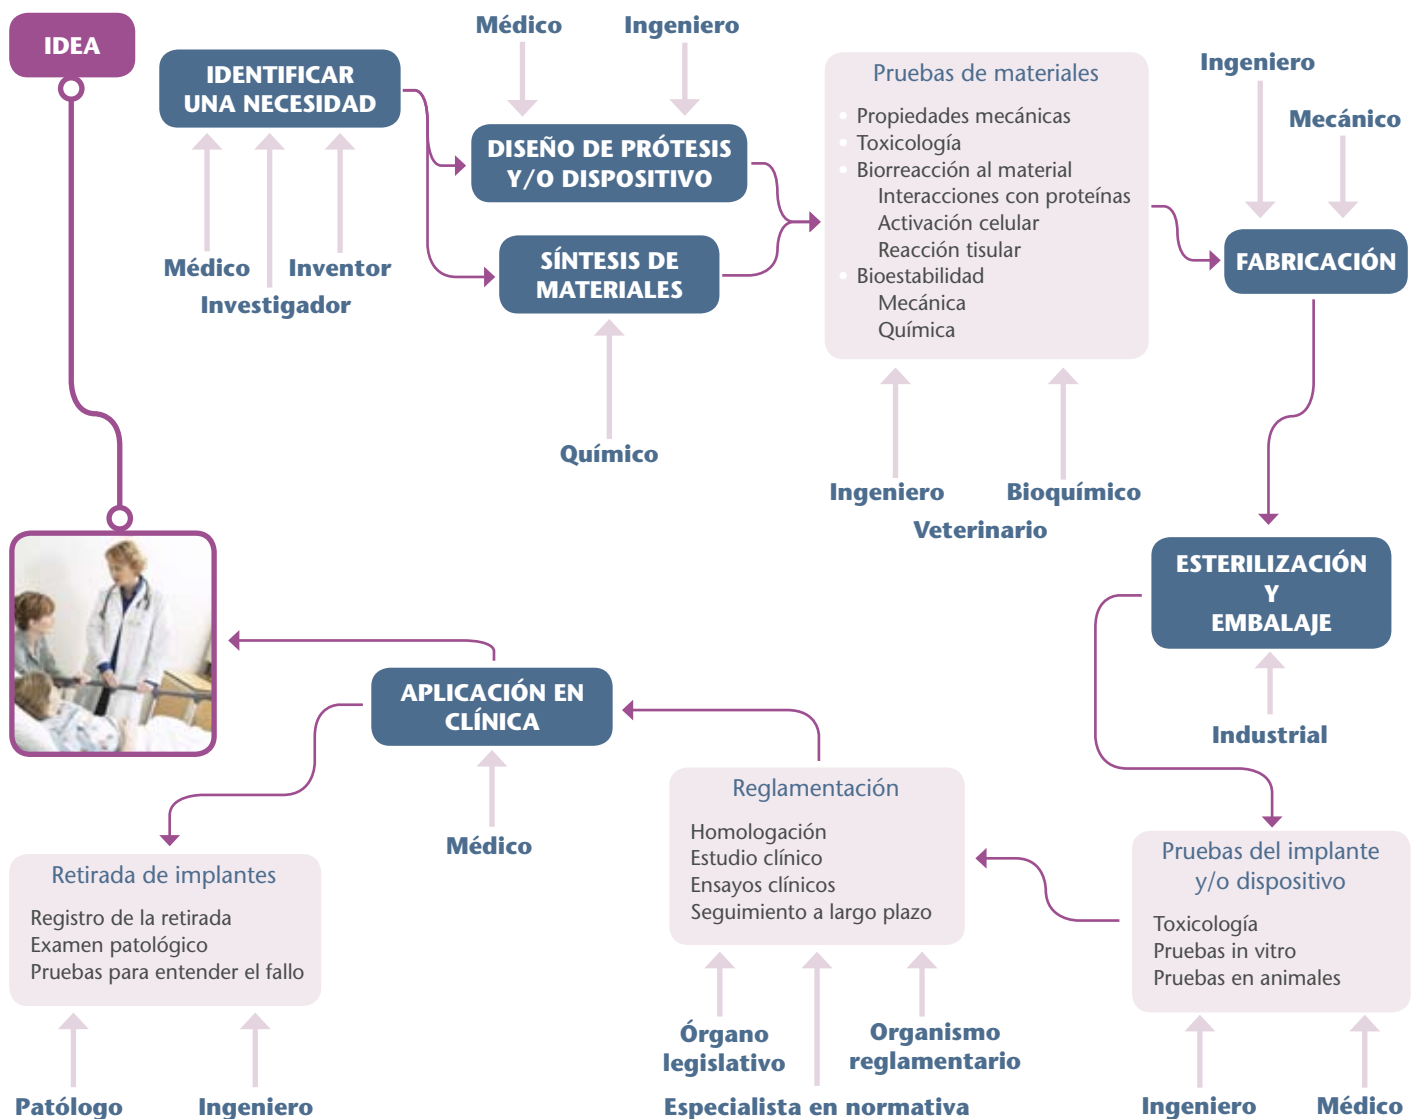 IDEA
IDENTIFICAR
UNA NECESIDAD
Médico
Inventor
Investigador
Médico
Ingeniero
DISEÑO DE PRÓTESIS
Y/O DISPOSITIVO
SÍNTESIS DE
MATERIALES
Químico
Pruebas de materiales
• Propiedades mecánicas
• Toxicología
• Biorreacción al material
Interacciones con proteínas
Activación celular
Reacción tisular
• Bioestabilidad
Mecánica
Química
Ingeniero
Bioquímico
Veterinario
Ingeniero
Mecánico
FABRICACIÓN
ESTERILIZACIÓN
Y
EMBALAJE
Industrial
Pruebas del implante
y/o dispositivo
Toxicología
Pruebas in vitro
Pruebas en animales
Ingeniero
Médico
Reglamentación
Homologación
Estudio clínico
Ensayos clínicos
Seguimiento a largo plazo
Órgano
legislativo
Organismo
reglamentario
Especialista en normativa
APLICACIÓN EN
CLÍNICA
Médico
Retirada de implantes
Registro de la retirada
Examen patológico
Pruebas para entender el fallo
Patólogo
Ingeniero